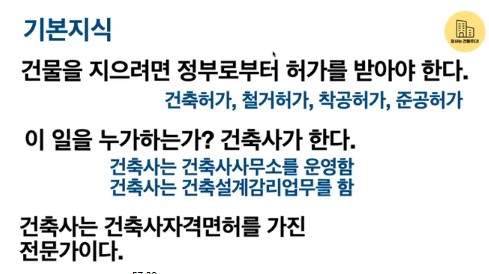 기본지식
건물을 지으려면 정부로부터 허가를 받아야 한다.
건축허가, 철거허가, 착공허가, 준공허가
이 일을 누가하는가? 건축사가 한다.
건축사는 건축사사무소를 운영함
건축사는 건축설계감리업무를 함
건축사는 건축사자격면허를 가진
전문가이다.